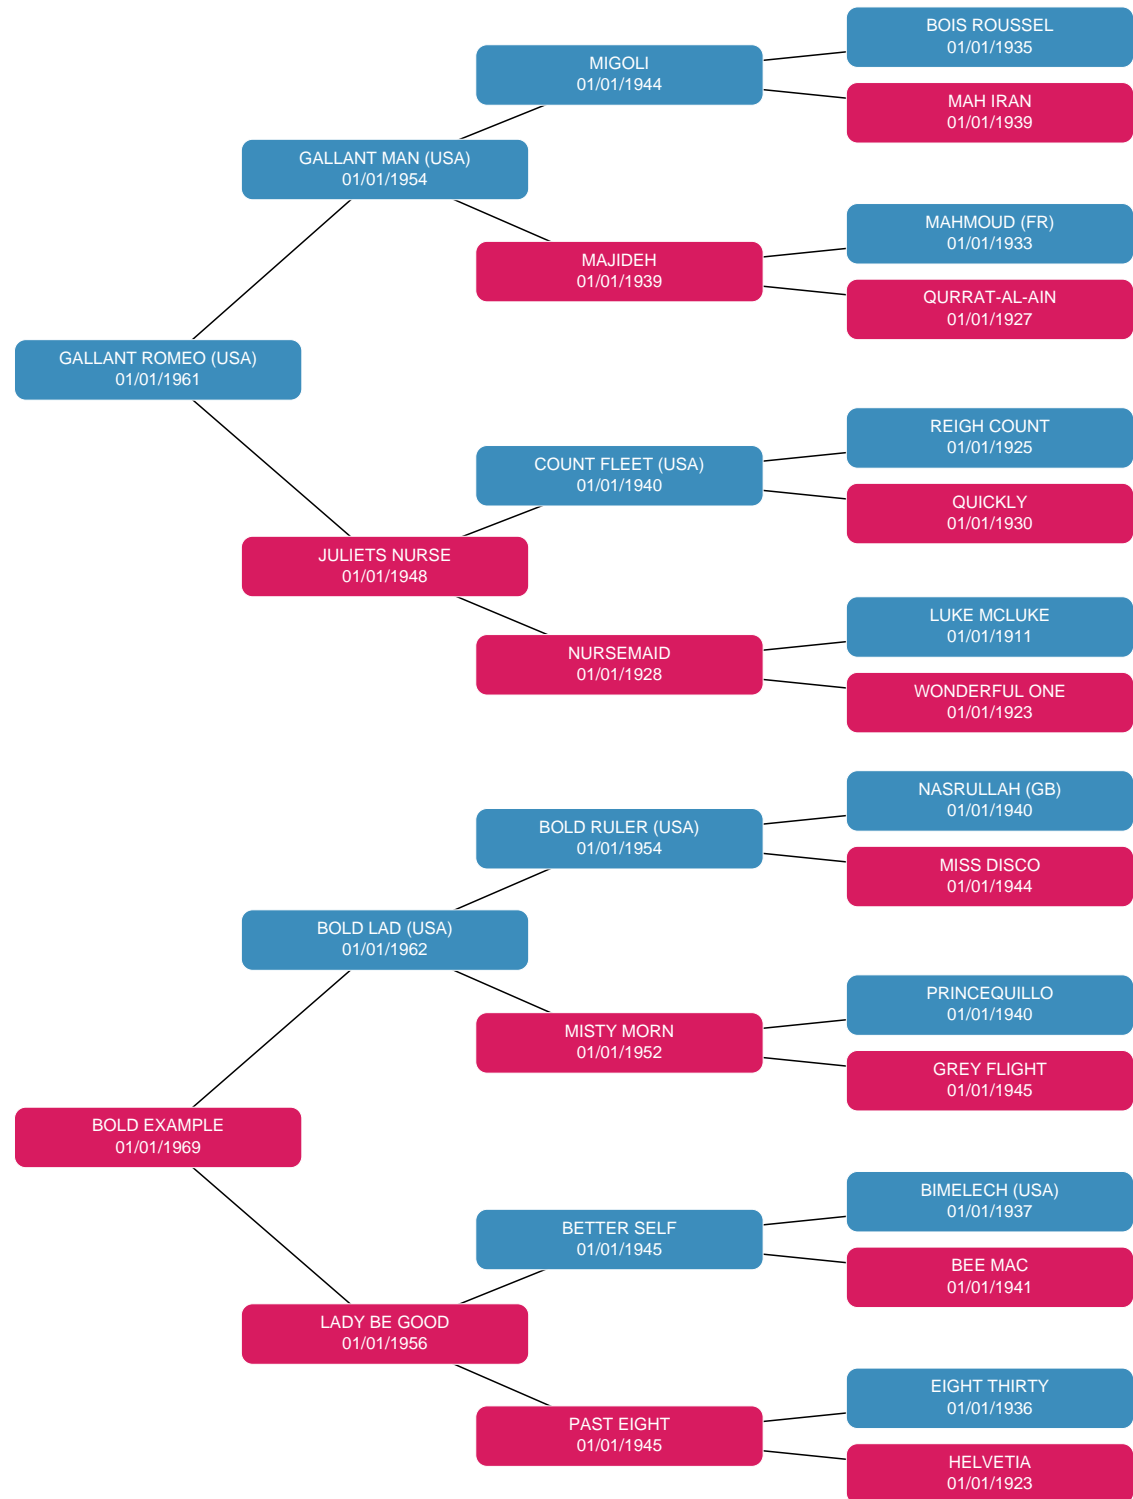 BOIS ROUSSEL
01/01/1935
MIGOLI
01/01/1944
MAH IRAN
01/01/1939
GALLANT MAN (USA)
01/01/1954
MAHMOUD (FR)
01/01/1933
MAJIDEH
01/01/1939
QURRAT-AL-AIN
01/01/1927
GALLANT ROMEO (USA)
01/01/1961
REIGH COUNT
01/01/1925
COUNT FLEET (USA)
01/01/1940
QUICKLY
01/01/1930
JULIETS NURSE
01/01/1948
LUKE MCLUKE
01/01/1911
NURSEMAID
01/01/1928
WONDERFUL ONE
01/01/1923
NASRULLAH (GB)
01/01/1940
BOLD RULER (USA)
01/01/1954
MISS DISCO
01/01/1944
BOLD LAD (USA)
01/01/1962
PRINCEQUILLO
01/01/1940
MISTY MORN
01/01/1952
GREY FLIGHT
01/01/1945
BOLD EXAMPLE
01/01/1969
BIMELECH (USA)
01/01/1937
BETTER SELF
01/01/1945
BEE MAC
01/01/1941
LADY BE GOOD
01/01/1956
EIGHT THIRTY
01/01/1936
PAST EIGHT
01/01/1945
HELVETIA
01/01/1923